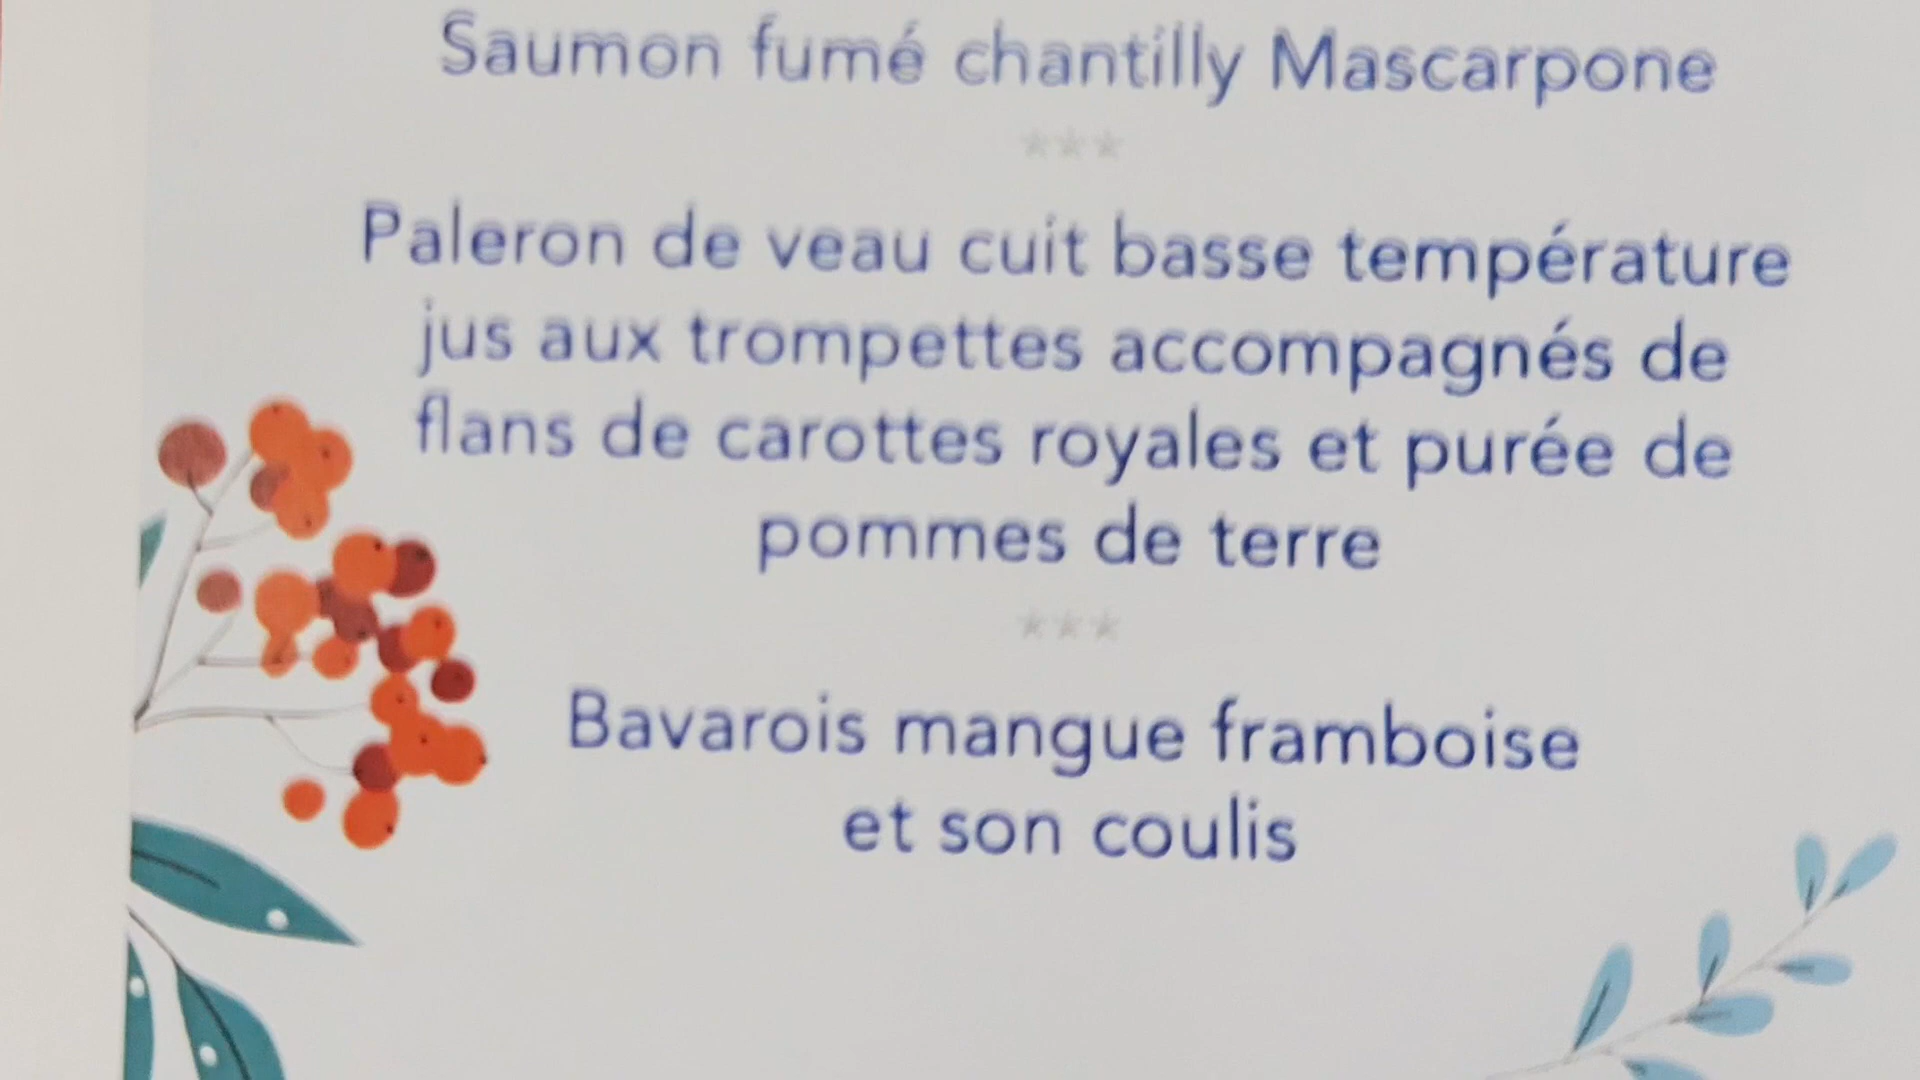 Saumon fumé chantilly Mascarpone
***
Paleron de veau cuit basse température
jus aux trompettes accompagnés de
flans de carottes royales et purée de
pommes de terre
***
Bavarois mangue framboise
et son coulis